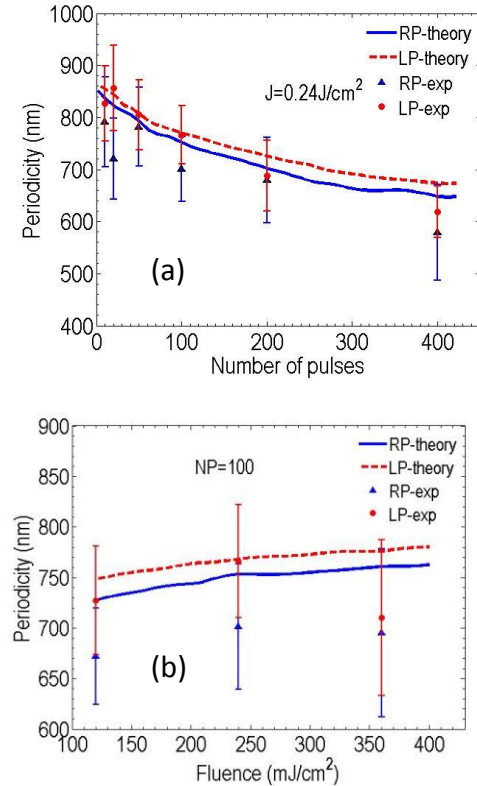 (a)
1000
900
800
700
600
500
400
Periodicity (nm)
RP-theory
LP-theory
RP-exp
LP-exp
J=0.24J/cm²
(a)
0
100
200
300
400
Number of pulses
900
850
800
750
700
650
600
Periodicity (nm)
NP=100
RP-theory
LP-theory
RP-exp
LP-exp
(b)
100
150
200
250
300
350
400
Fluence (mJ/cm²)